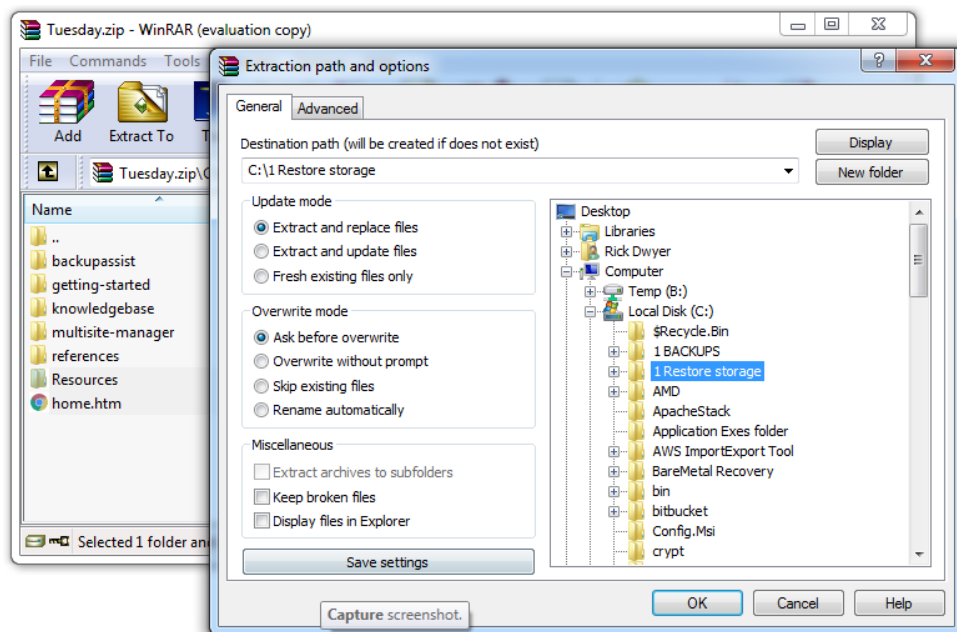 Tuesday.zip - WinRAR (evaluation copy)
File Commands Tools
Add Extract To T
Tuesday.zip\
Name
..
backupassist
getting-started
knowledgebase
multisite-manager
references
Resources
home.htm
Selected 1 folder an
Extraction path and options
General Advanced
Destination path (will be created if does not exist)
C:\1 Restore storage
Display
New folder
Update mode
Extract and replace files
Extract and update files
Fresh existing files only
Overwrite mode
Ask before overwrite
Overwrite without prompt
Skip existing files
Rename automatically
Miscellaneous
Extract archives to subfolders
Keep broken files
Display files in Explorer
Save settings
Desktop
Libraries
Rick Dwyer
Computer
Temp (B:)
Local Disk (C:)
$Recycle.Bin
1 BACKUPS
1 Restore storage
AMD
ApacheStack
Application Exes folder
AWS ImportExport Tool
BareMetal Recovery
bin
bitbucket
Config.Msi
crypt
OK Cancel Help
Capture screenshot.